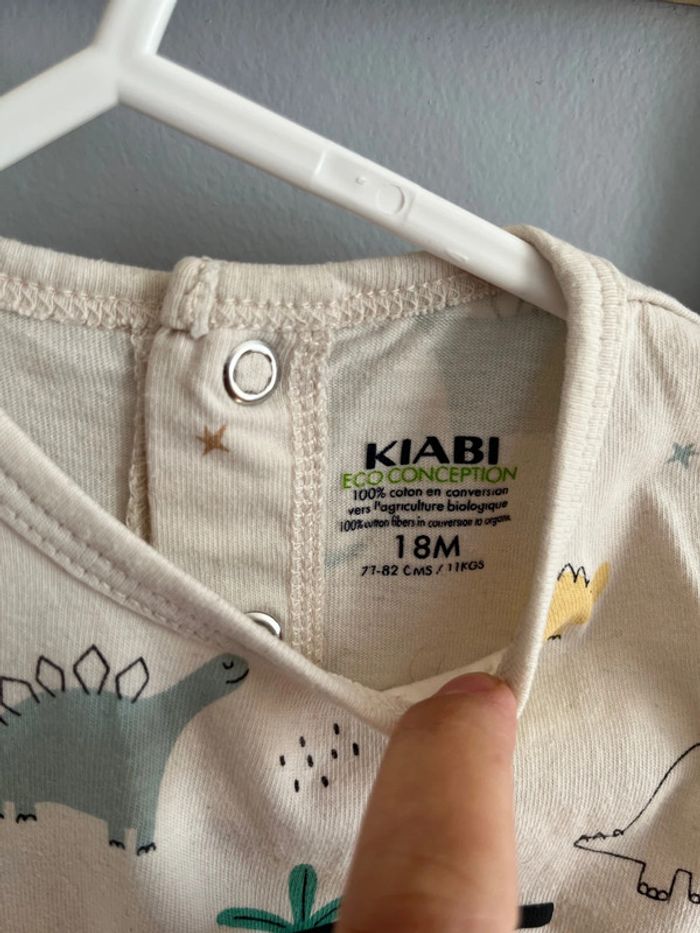 KIABI
ECO CONCEPTION
100% coton en conversion
vers l'agriculture biologique
100% cotton fibers in conversion to organic
18M
77-82 CMS / 11KGS